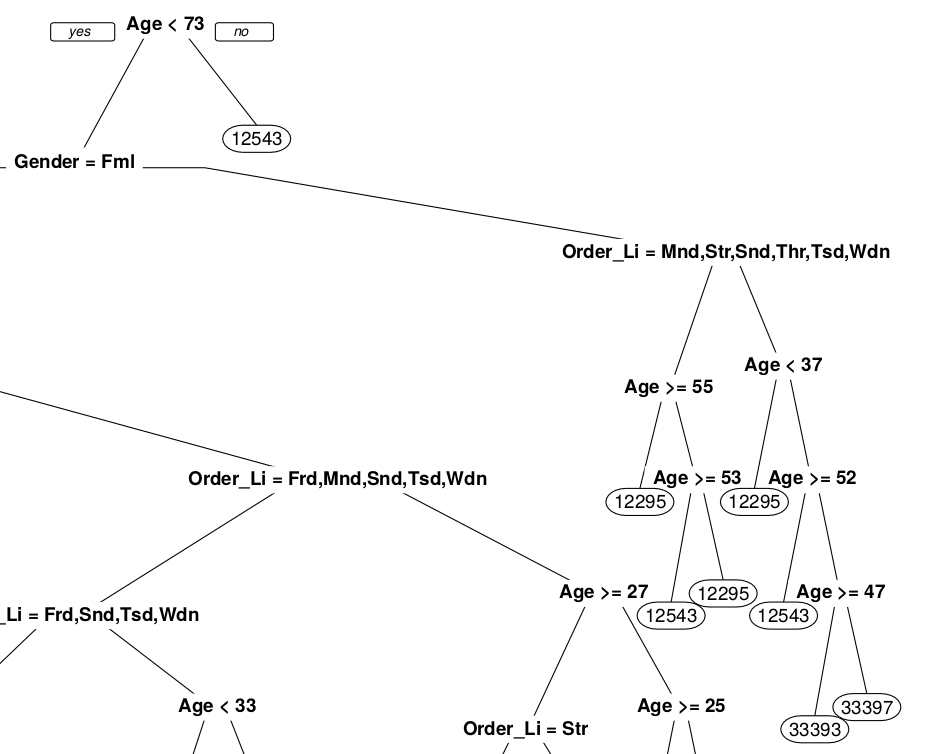 yes
Age < 73
no
12543
Gender = Fml
Order_Li = Mnd,Str,Snd,Thr,Tsd,Wdn
Age < 37
Age >= 55
Order_Li = Frd,Mnd,Snd,Tsd,Wdn
Age >= 53
Age >= 52
12295
12295
Age >= 27
12295
Age >= 47
_Li = Frd,Snd,Tsd,Wdn
12543
12543
Age < 33
Age >= 25
33397
Order_Li = Str
33393